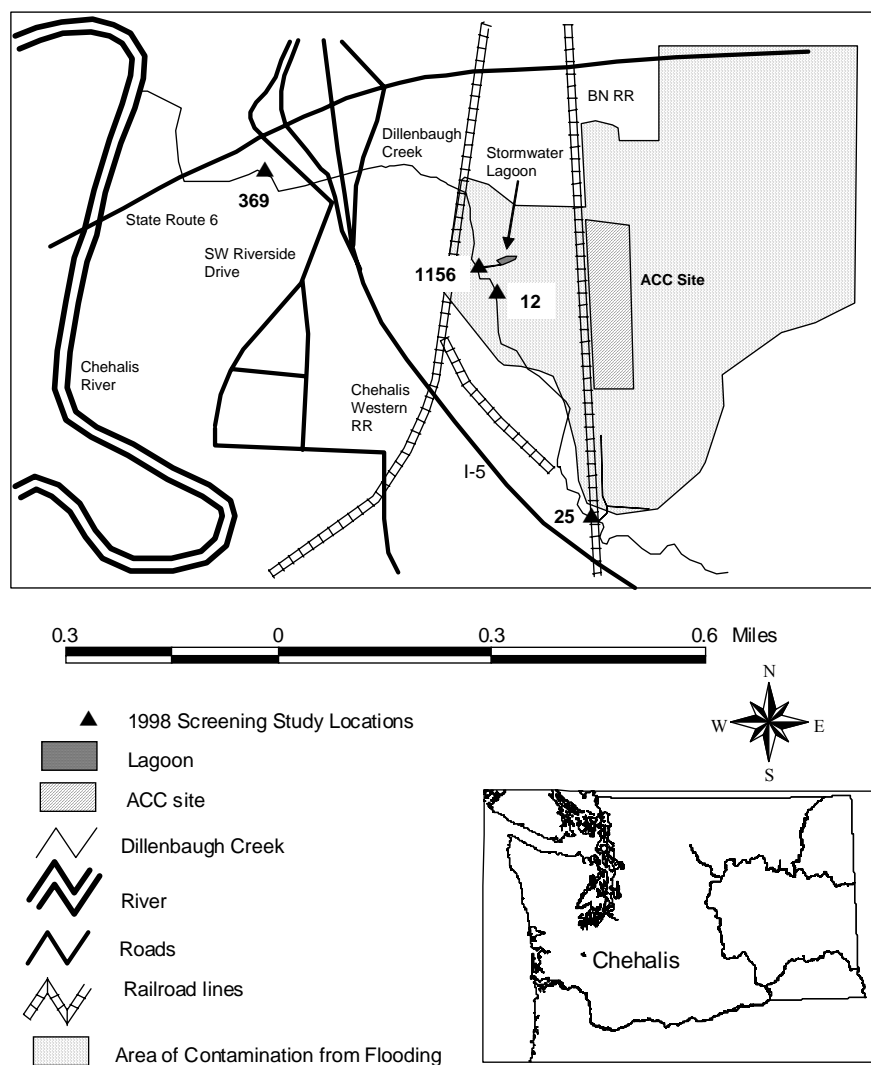 BN RR
Dillenbaugh
Creek
Stormwater
Lagoon
369
State Route 6
SW Riverside
Drive
1156
12
ACC Site
Chehalis
River
Chehalis
Western
RR
I-5
25
0.3 0 0.3 0.6 Miles
1998 Screening Study Locations
Lagoon
ACC site
Dillenbaugh Creek
River
Roads
Railroad lines
Area of Contamination from Flooding
N
W E
S
Chehalis